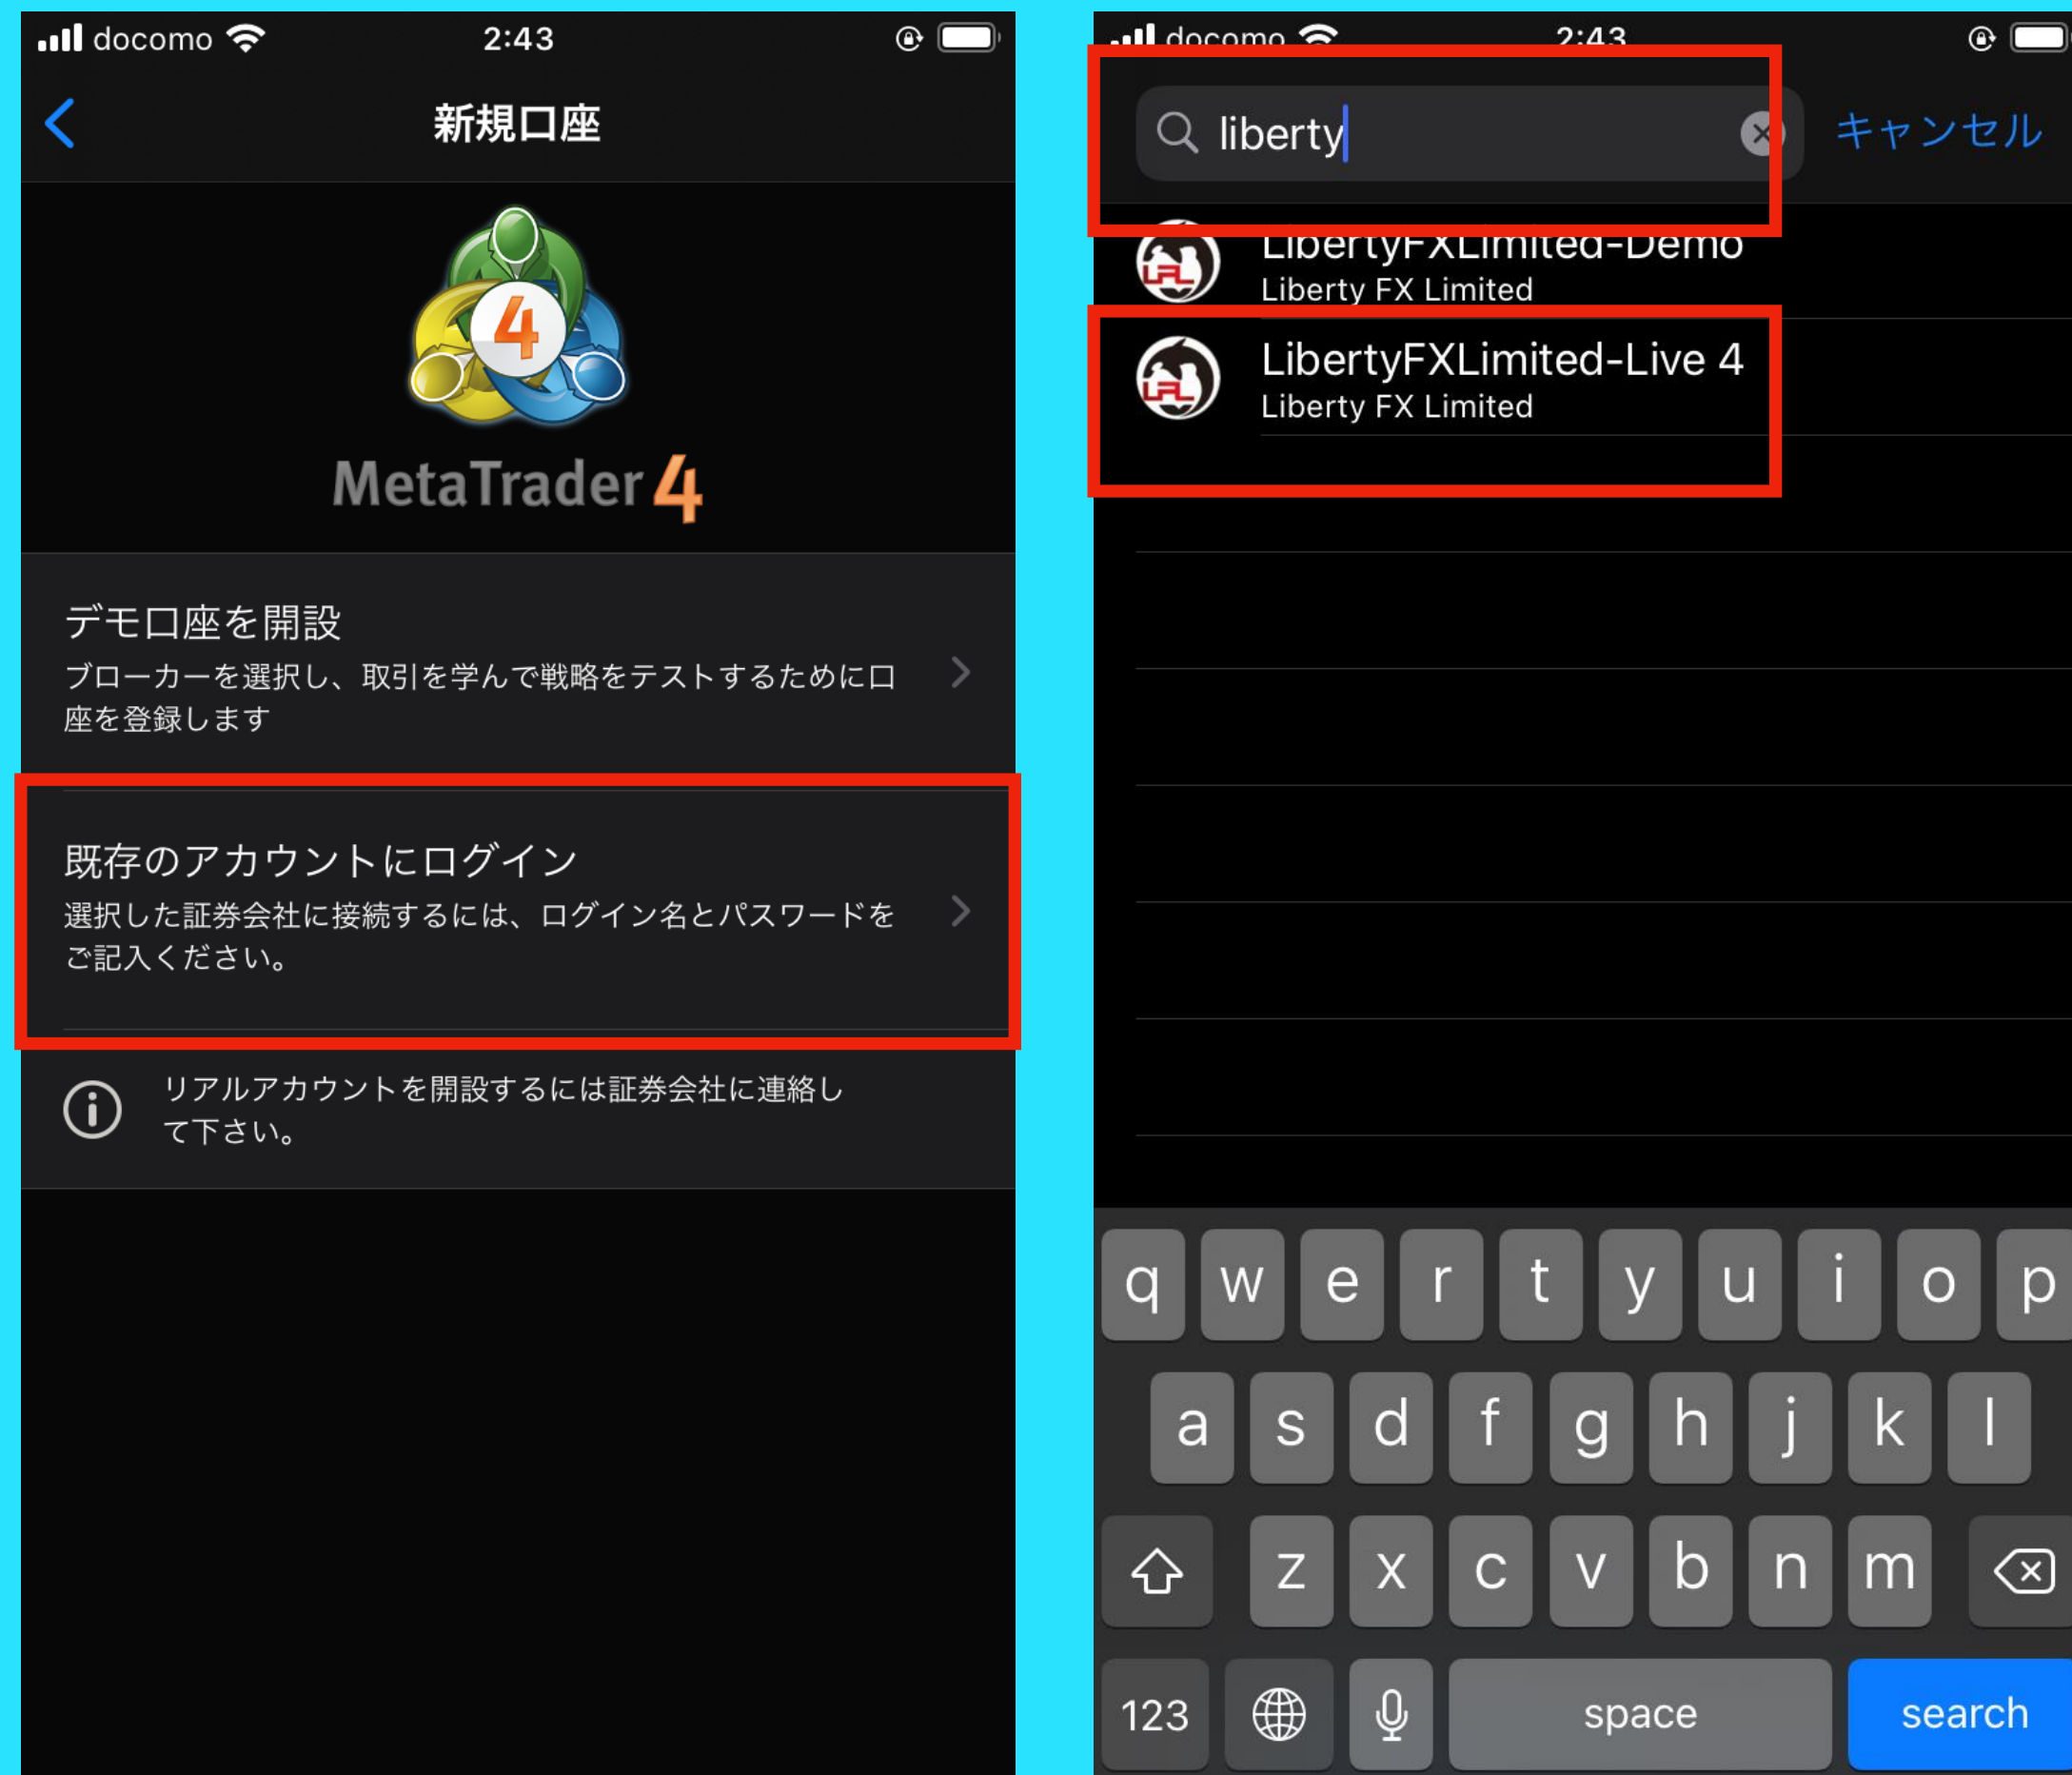 docomo 2:43
新規口座
4
MetaTrader 4
デモ口座を開設
ブローカーを選択し、取引を学んで戦略をテストするために口
座を登録します
既存のアカウントにログイン
選択した証券会社に接続するには、ログイン名とパスワードを
ご記入ください。
リアルアカウントを開設するには証券会社に連絡し
て下さい。
docomo 2:43
liberty
キャンセル
LibertyFXLimited-Demo
LFL
Liberty FX Limited
LibertyFXLimited-Live 4
LFL
Liberty FX Limited
q w e r t y u i o p
a s d f g h j k l
z x c v b n m
123 space search